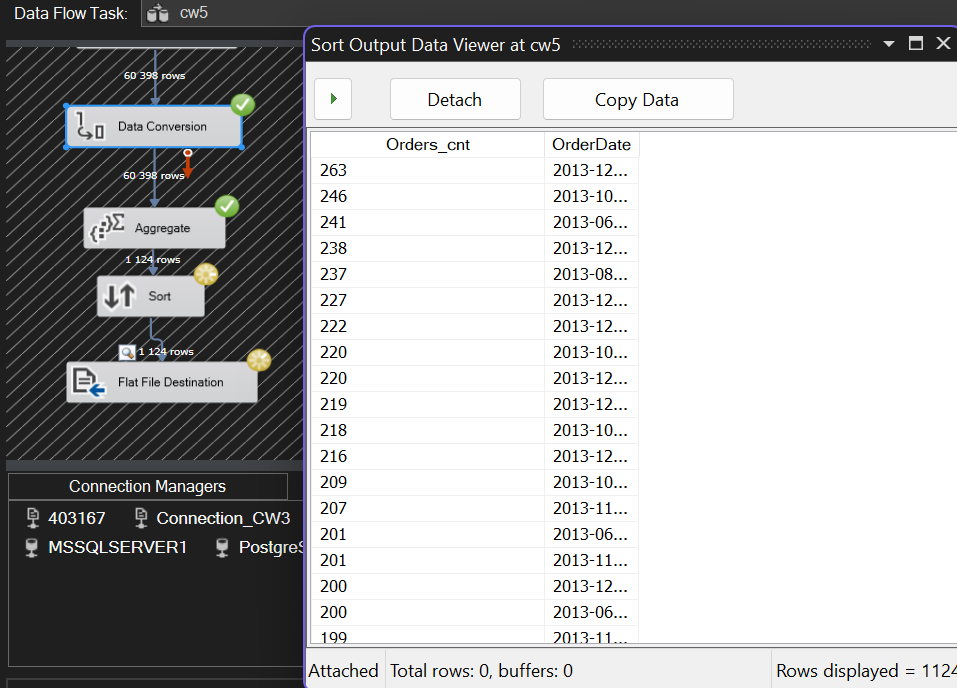 Data Flow Task: cw5
60 398 rows
Data Conversion
60 398 rows
Aggregate
1 124 rows
Sort
1 124 rows
Flat File Destination
Connection Managers
403167 Connection_CW3
MSSQLSERVER1 PostgreS
Sort Output Data Viewer at cw5
Detach Copy Data
Orders_cnt OrderDate
263 2013-12...
246 2013-10...
241 2013-06...
238 2013-12...
237 2013-08...
227 2013-12...
222 2013-12...
220 2013-10...
220 2013-12...
219 2013-12...
218 2013-10...
216 2013-12...
209 2013-10...
207 2013-11...
201 2013-06...
201 2013-11...
200 2013-12...
200 2013-06...
199 2013-11...
Attached Total rows: 0, buffers: 0 Rows displayed = 1124